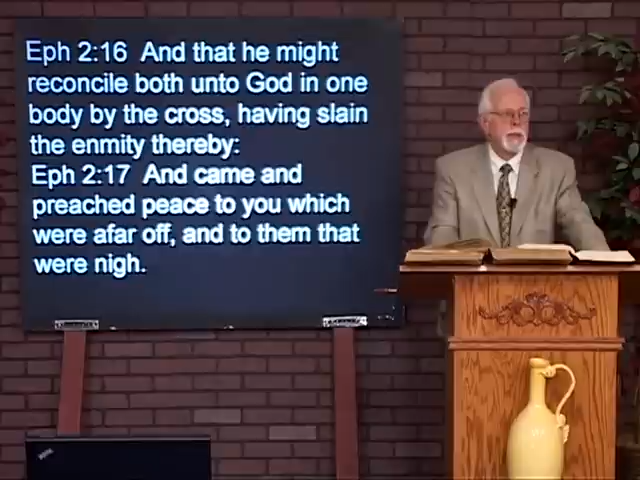 Eph 2:16 And that he might
reconcile both unto God in one
body by the cross, having slain
the enmity thereby:
Eph 2:17 And came and
preached peace to you which
were afar off, and to them that
were nigh.